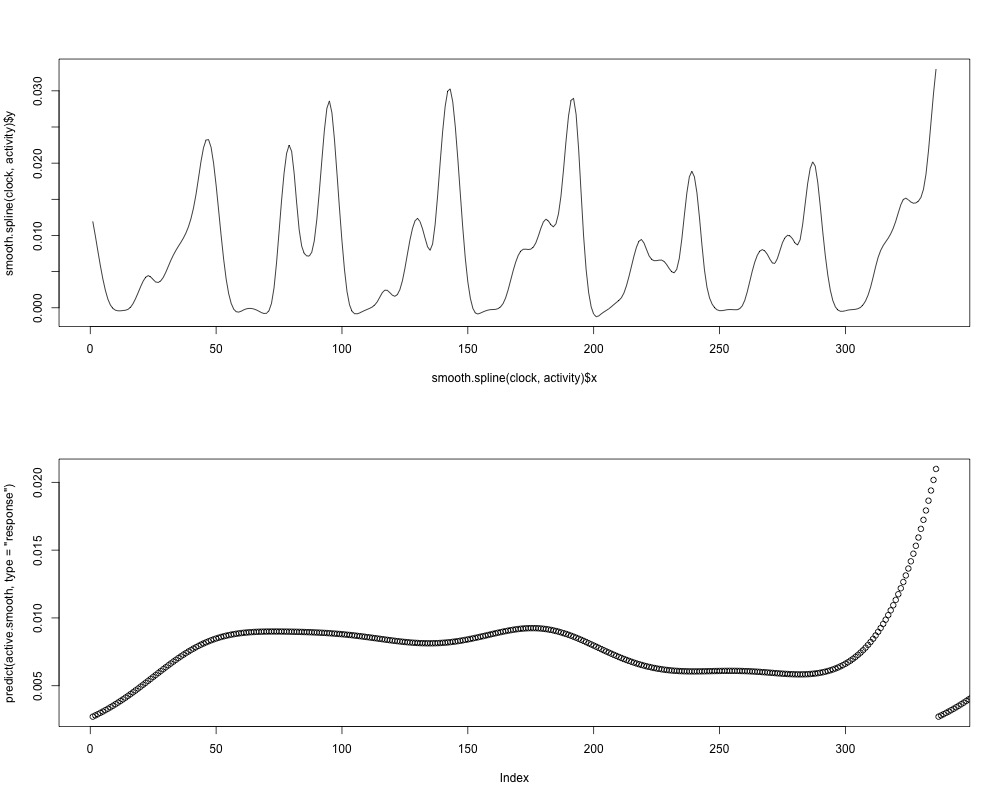 smooth.spline(clock, activity)$y
0.030
0.020
0.010
0.000
0 50 100 150 200 250 300
smooth.spline(clock, activity)$x
predict(active.smooth, type = "response")
0.020
0.015
0.010
0.005
0 50 100 150 200 250 300
Index